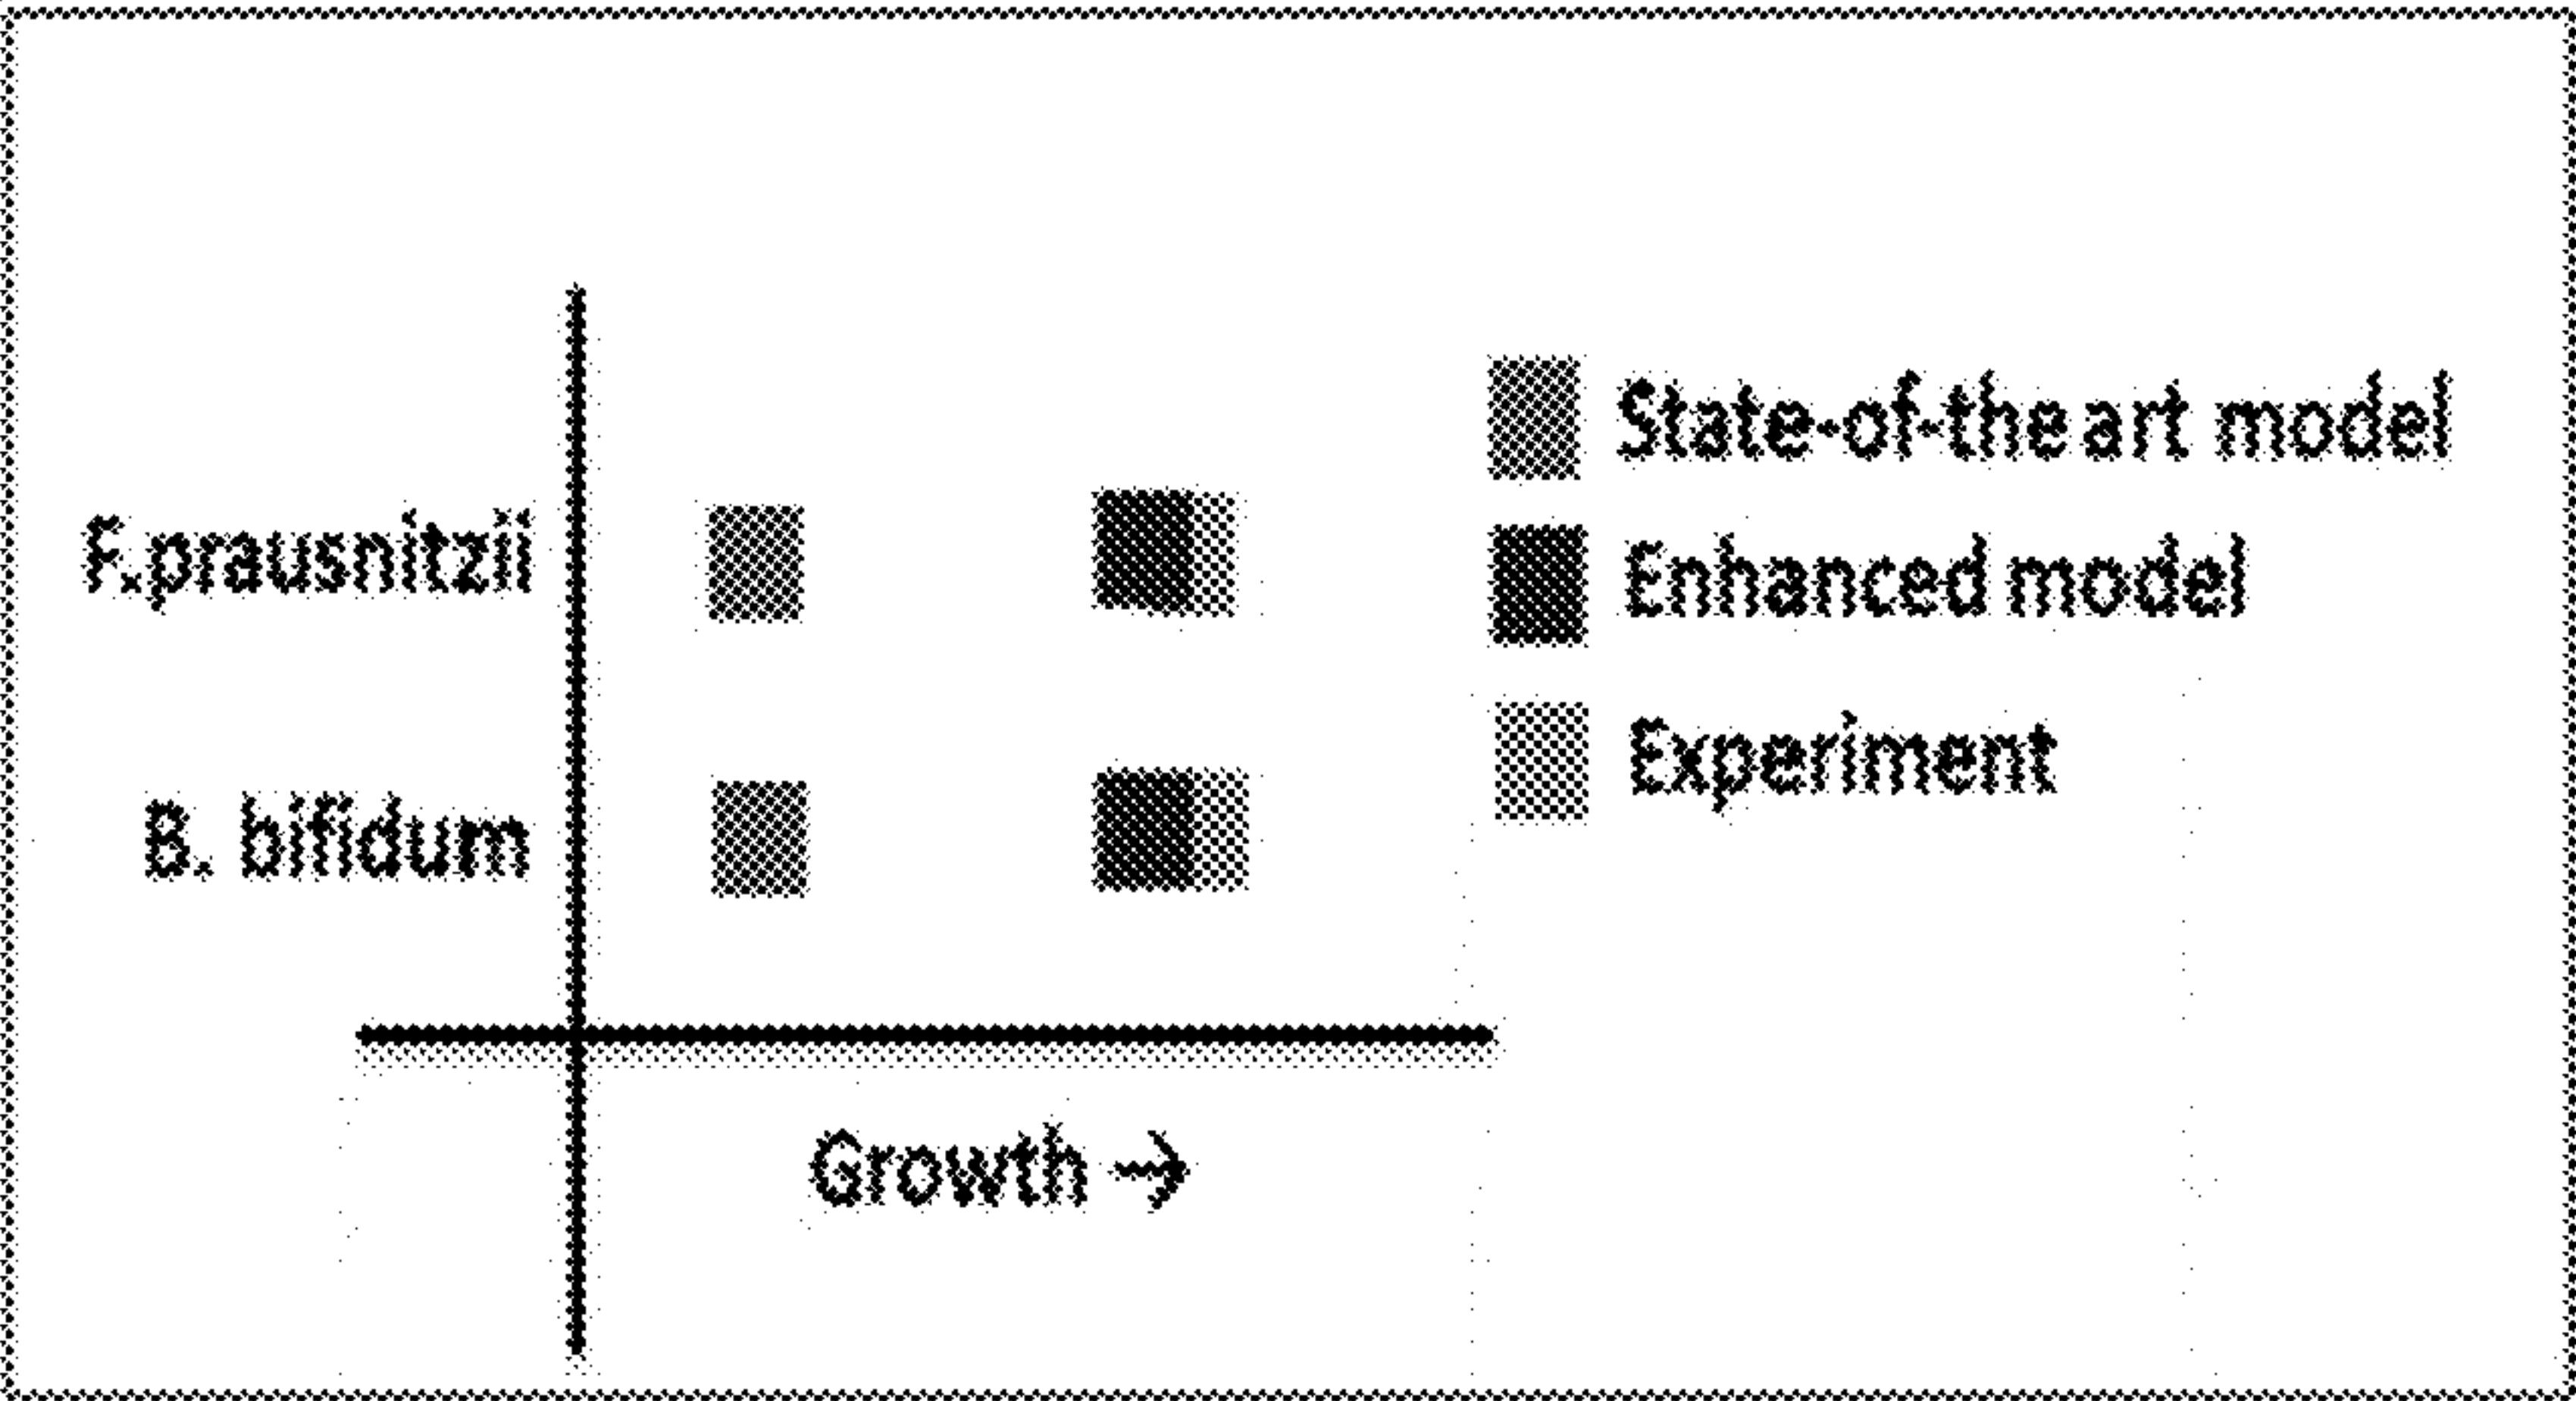 State-of-the art model
Enhanced model
Experiment
F.prausnitzii
B. bifidum
Growth →